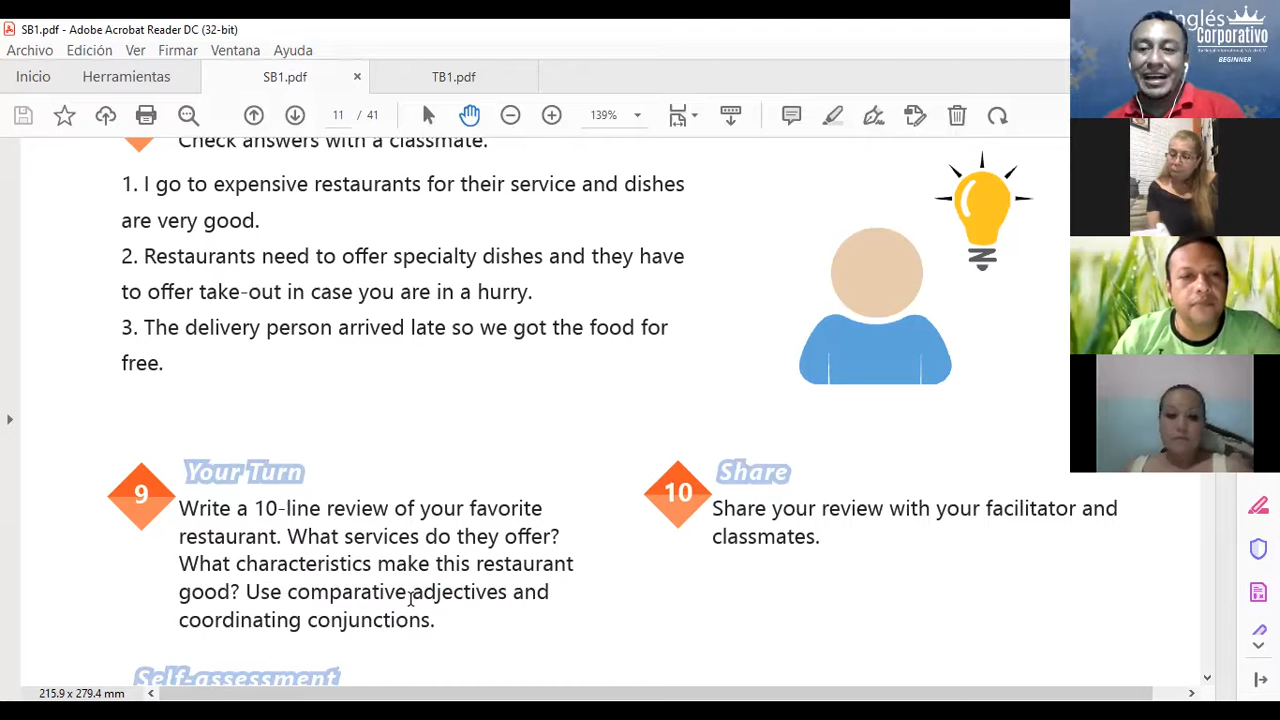 SB1.pdf - Adobe Acrobat Reader DC (32-bit)
Archivo Edición Ver Firmar Ventana Ayuda
Inicio Herramientas SB1.pdf × TB1.pdf
11 / 41 139%
Check answers with a classmate.
1. I go to expensive restaurants for their service and dishes
are very good.
2. Restaurants need to offer specialty dishes and they have
to offer take-out in case you are in a hurry.
3. The delivery person arrived late so we got the food for
free.
9
Your Turn
Write a 10-line review of your favorite
restaurant. What services do they offer?
What characteristics make this restaurant
good? Use comparative adjectives and
coordinating conjunctions.
10
Share
Share your review with your facilitator and
classmates.
Self-assessment
215.9 x 279.4 mm
Inglés
Corporativo
BEGINNER